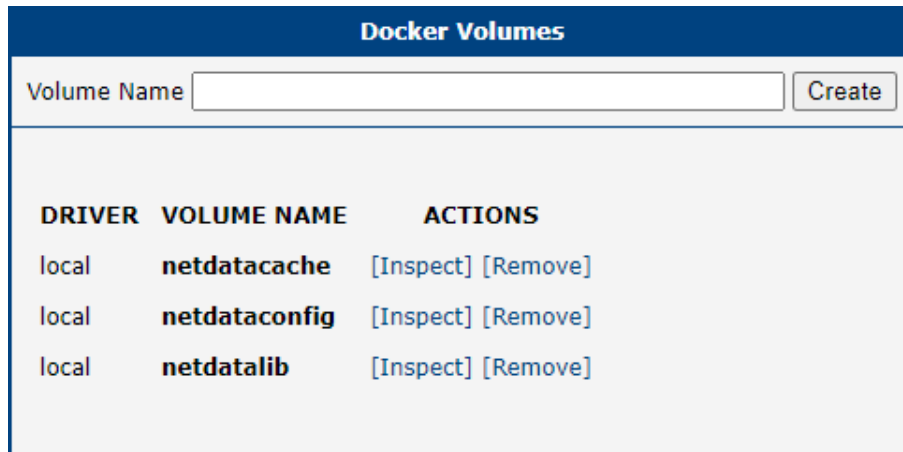 Docker Volumes
Volume Name Create
DRIVER VOLUME NAME ACTIONS
local netdatacache [Inspect] [Remove]
local netdataconfig [Inspect] [Remove]
local netdatalib [Inspect] [Remove]